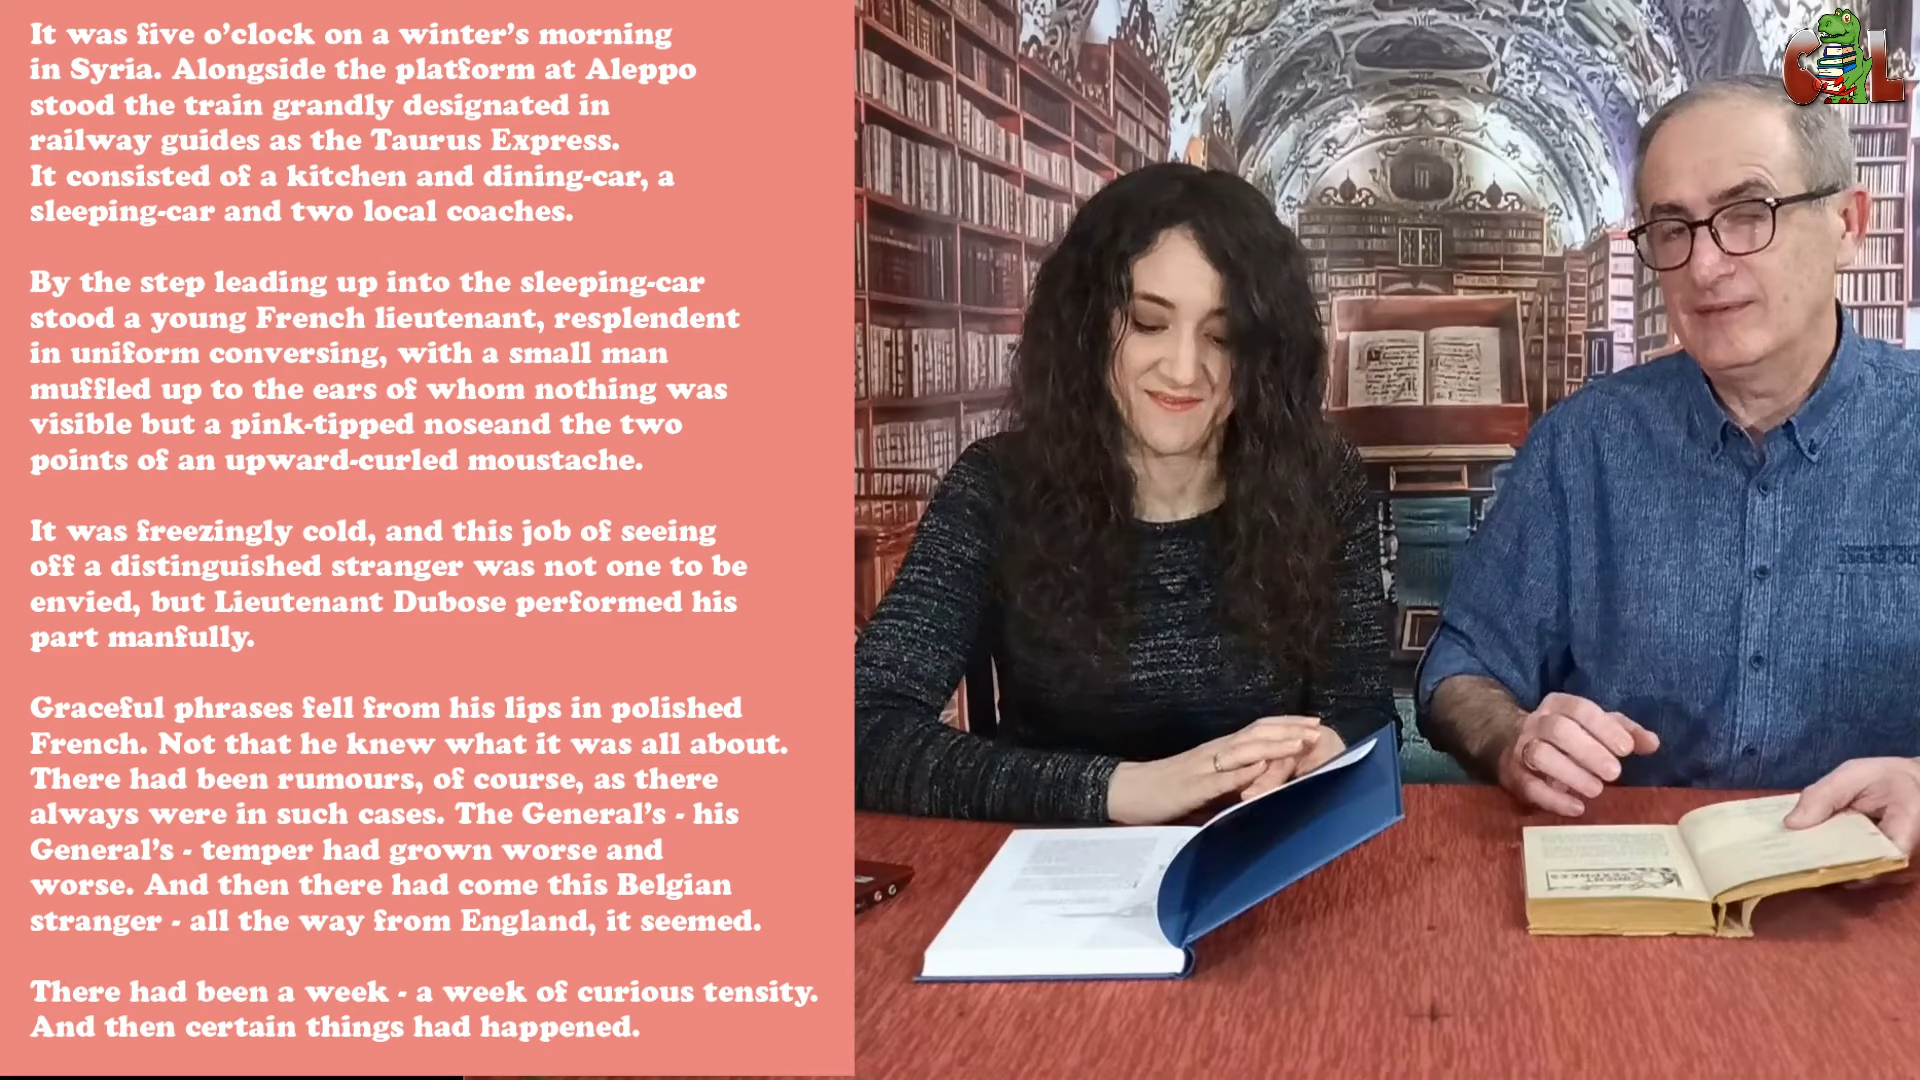 It was five o’clock on a winter’s morning
in Syria. Alongside the platform at Aleppo
stood the train grandly designated in
railway guides as the Taurus Express.
It consisted of a kitchen and dining-car, a
sleeping-car and two local coaches.
By the step leading up into the sleeping-car
stood a young French lieutenant, resplendent
in uniform conversing, with a small man
muffled up to the ears of whom nothing was
visible but a pink-tipped noseand the two
points of an upward-curled moustache.
It was freezingly cold, and this job of seeing
off a distinguished stranger was not one to be
envied, but Lieutenant Dubose performed his
part manfully.
Graceful phrases fell from his lips in polished
French. Not that he knew what it was all about.
There had been rumours, of course, as there
always were in such cases. The General’s - his
General’s - temper had grown worse and
worse. And then there had come this Belgian
stranger - all the way from England, it seemed.
There had been a week - a week of curious tensity.
And then certain things had happened.
C L